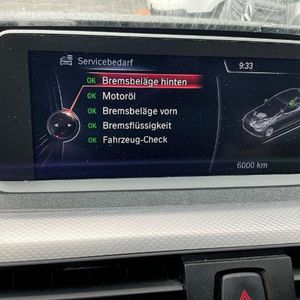 Servicebedarf
9:33
OK Bremsbeläge hinten
OK Motoröl
OK Bremsbeläge vorn
OK Bremsflüssigkeit
OK Fahrzeug-Check
6000 km